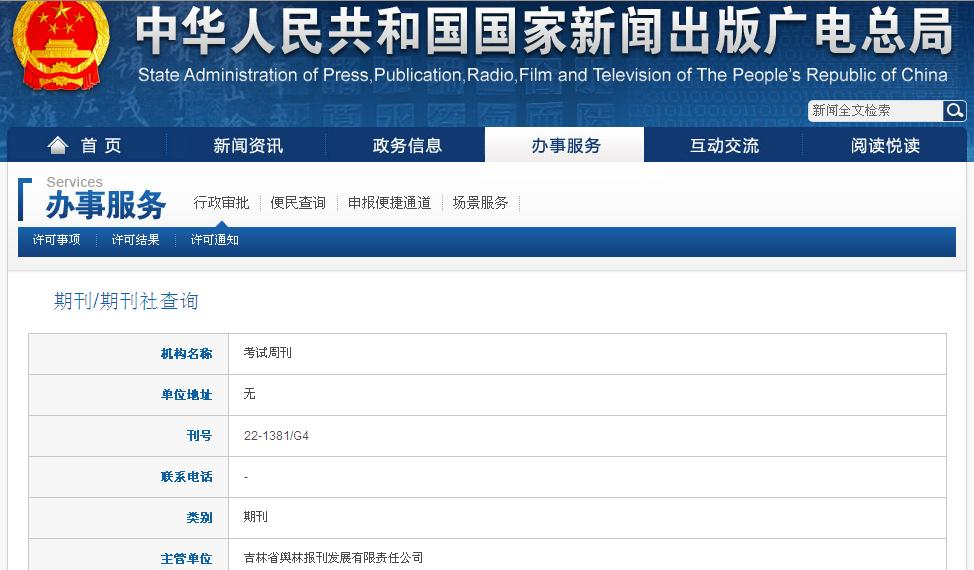 中华人民共和国国家新闻出版广电总局
State Administration of Press,Publication,Radio,Film and Television of The People's Republic of China
新闻全文检索
首 页 新闻资讯 政务信息 办事服务 互动交流 阅读悦读
Services
办事服务 行政审批 便民查询 申报便捷通道 场景服务
许可事项 许可结果 许可通知
期刊/期刊社查询
机构名称 考试周刊
单位地址 无
刊号 22-1381/G4
联系电话 -
类别 期刊
主管单位 吉林省舆林报刊发展有限责任公司